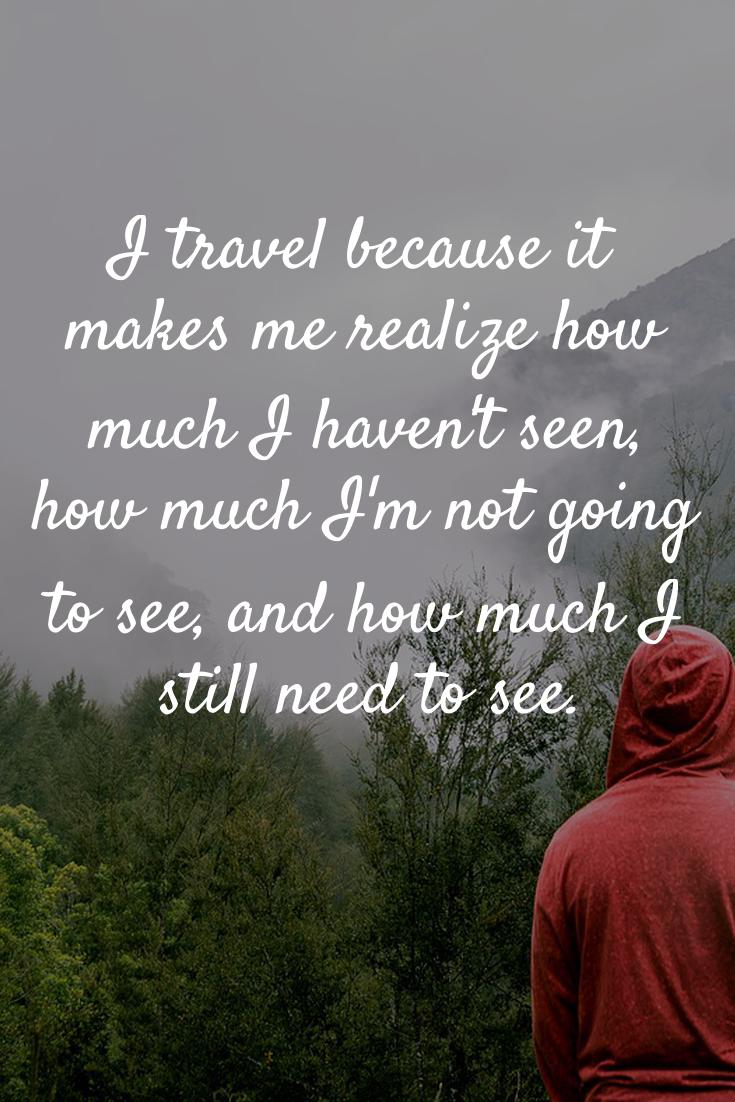 I travel because it
makes me realize how
much I haven't seen,
how much I'm not going
to see, and how much I
still need to see.